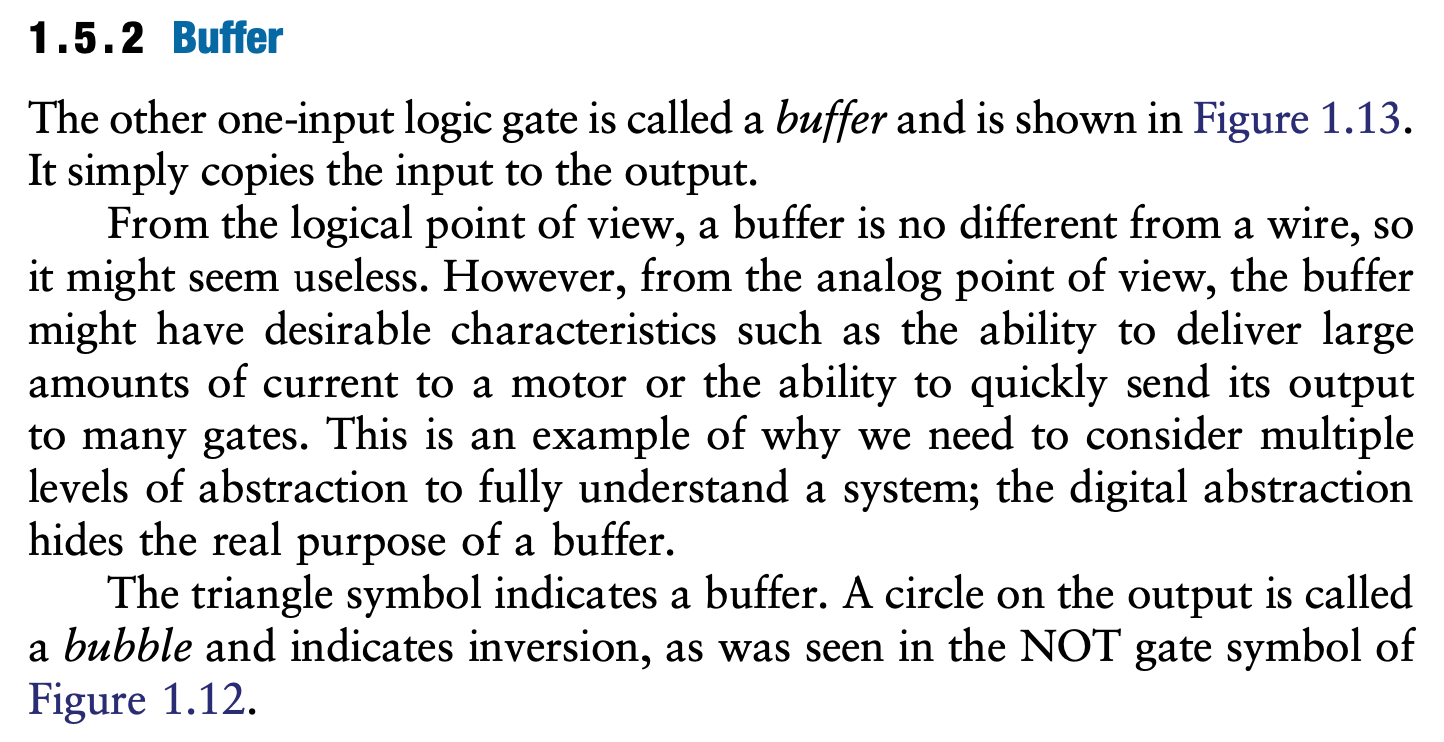 1.5.2 Buffer
The other one-input logic gate is called a buffer and is shown in Figure 1.13.
It simply copies the input to the output.
From the logical point of view, a buffer is no different from a wire, so
it might seem useless. However, from the analog point of view, the buffer
might have desirable characteristics such as the ability to deliver large
amounts of current to a motor or the ability to quickly send its output
to many gates. This is an example of why we need to consider multiple
levels of abstraction to fully understand a system; the digital abstraction
hides the real purpose of a buffer.
The triangle symbol indicates a buffer. A circle on the output is called
a bubble and indicates inversion, as was seen in the NOT gate symbol of
Figure 1.12.